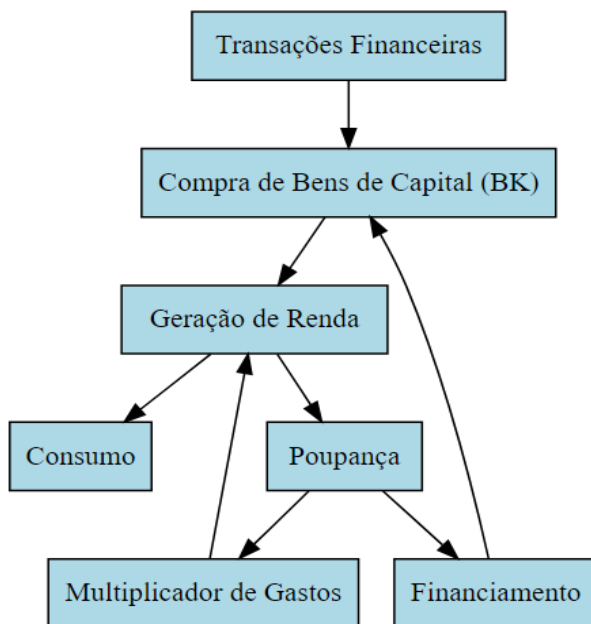 Transações Financeiras
Compra de Bens de Capital (BK)
Geração de Renda
Consumo
Poupança
Multiplicador de Gastos
Financiamento